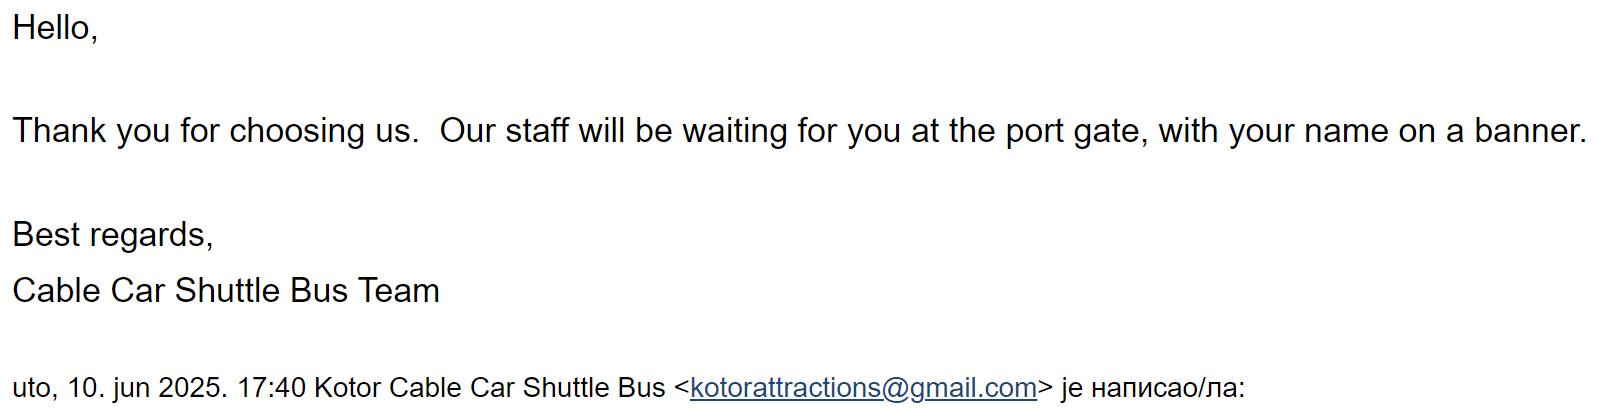 Hello,
Thank you for choosing us.  Our staff will be waiting for you at the port gate, with your name on a banner.
Best regards,
Cable Car Shuttle Bus Team
uto, 10. jun 2025. 17:40 Kotor Cable Car Shuttle Bus <kotorattractions@gmail.com> је написао/ла: